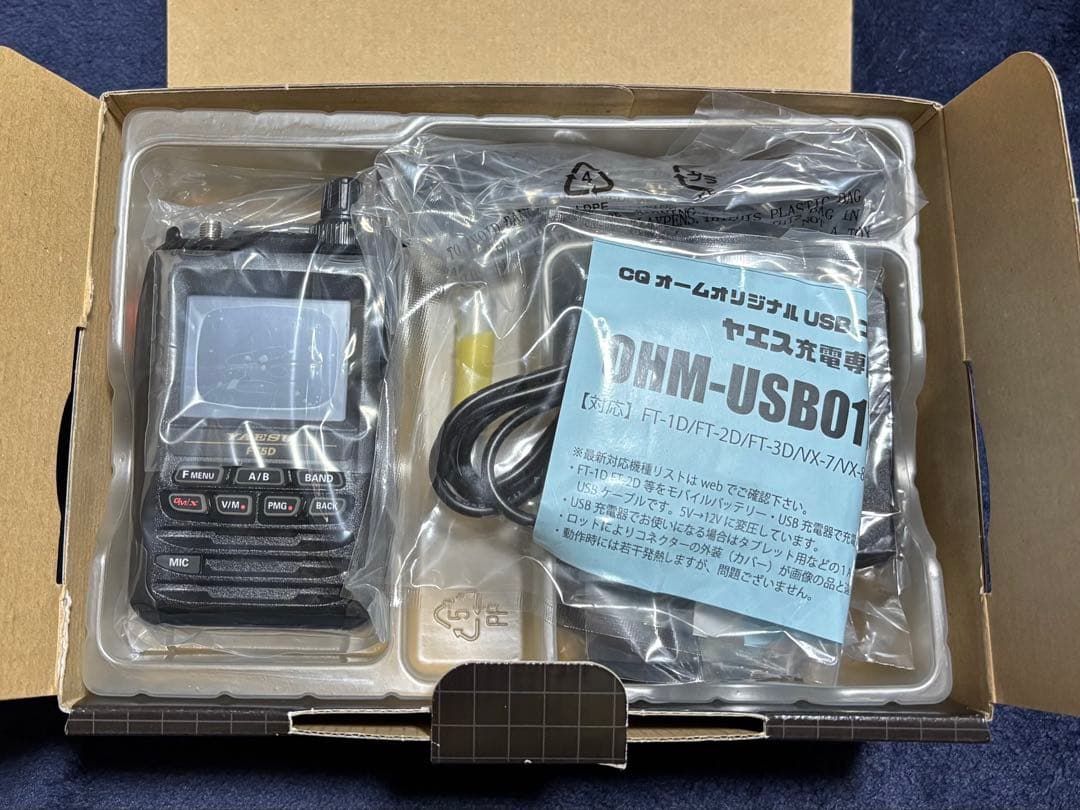 YAESU
FT5D
F MENU
A/B
BAND
V/M
PMG
BACK
MIC
4
LDPE
PLASTIC BAG
A TOY
5
PP
CQ オームオリジナル USB
ヤエス充電専
OHM-USB01
【対応】FT-1D/FT-2D/FT-3D/VX-7/VX-8
※最新対応機種リストは web でご確認下さい。
・FT-1D FT-2D 等をモバイルバッテリー・USB 充電器で充
USB ケーブルです。5V→12V に変圧しています。
・USB 充電器でお使いになる場合はタブレット用などの1
・ロットによりコネクターの外装（カバー）が画像の品と
・動作時には若干発熱しますが、問題ございません。